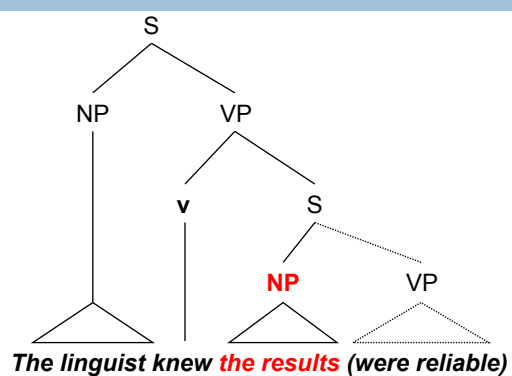 S
NP VP
v S
NP VP
The linguist knew the results (were reliable)